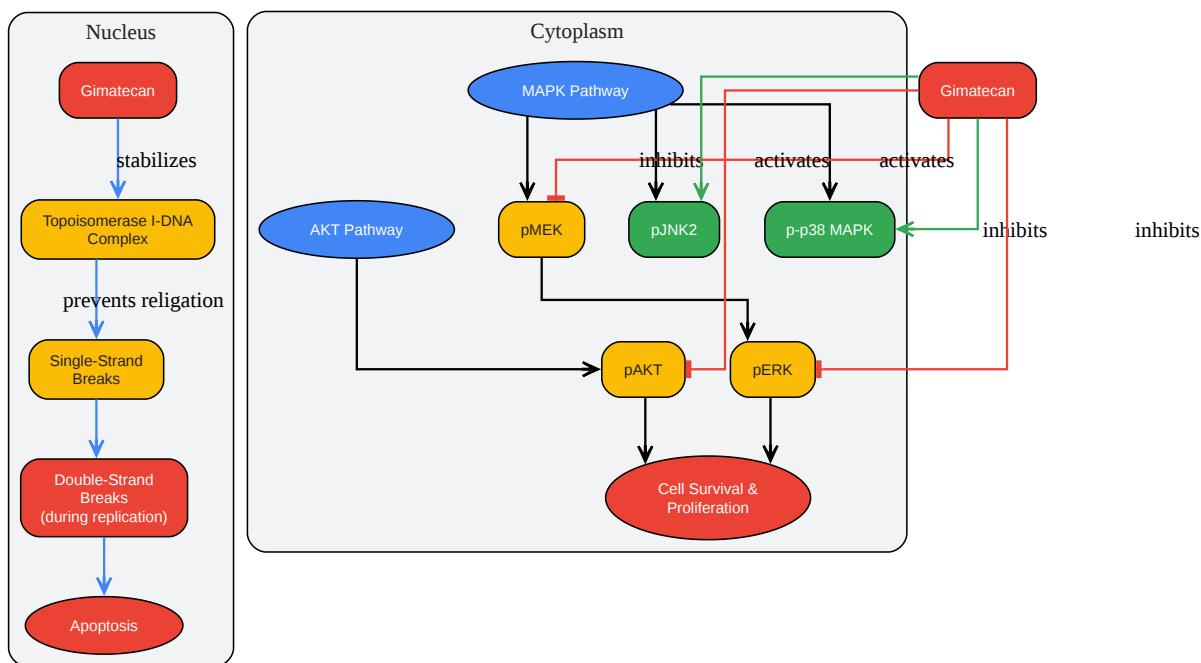 Nucleus
Gimatecan
stabilizes
Topoisomerase I-DNA
Complex
prevents religation
Single-Strand
Breaks
Double-Strand
Breaks
(during replication)
Apoptosis
Cytoplasm
MAPK Pathway
Gimatecan
inhibits
activates
activates
AKT Pathway
pMEK
pJNK2
p-p38 MAPK
inhibits
inhibits
pAKT
pERK
Cell Survival &
Proliferation